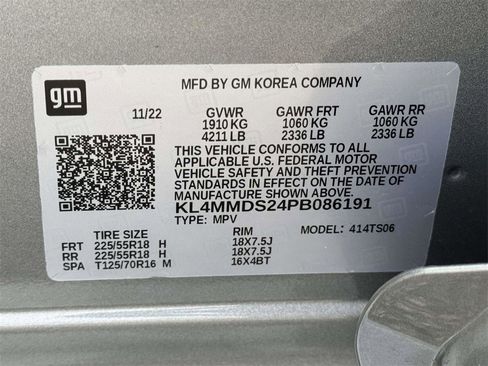 gm
MFD BY GM KOREA COMPANY
11/22 GVWR GAWR FRT GAWR RR
1910 KG 1060 KG 1060 KG
4211 LB 2336 LB 2336 LB
THIS VEHICLE CONFORMS TO ALL
APPLICABLE U.S. FEDERAL MOTOR
VEHICLE SAFETY AND THEFT PREVENTION
STANDARDS IN EFFECT ON THE DATE OF
MANUFACTURE SHOWN ABOVE.
KL4MMDS24PB086191
TYPE: MPV MODEL: 414TS06
TIRE SIZE RIM
FRT 225/55R18 H 18X7.5J
RR 225/55R18 H 18X7.5J
SPA T125/70R16 M 16X4BT